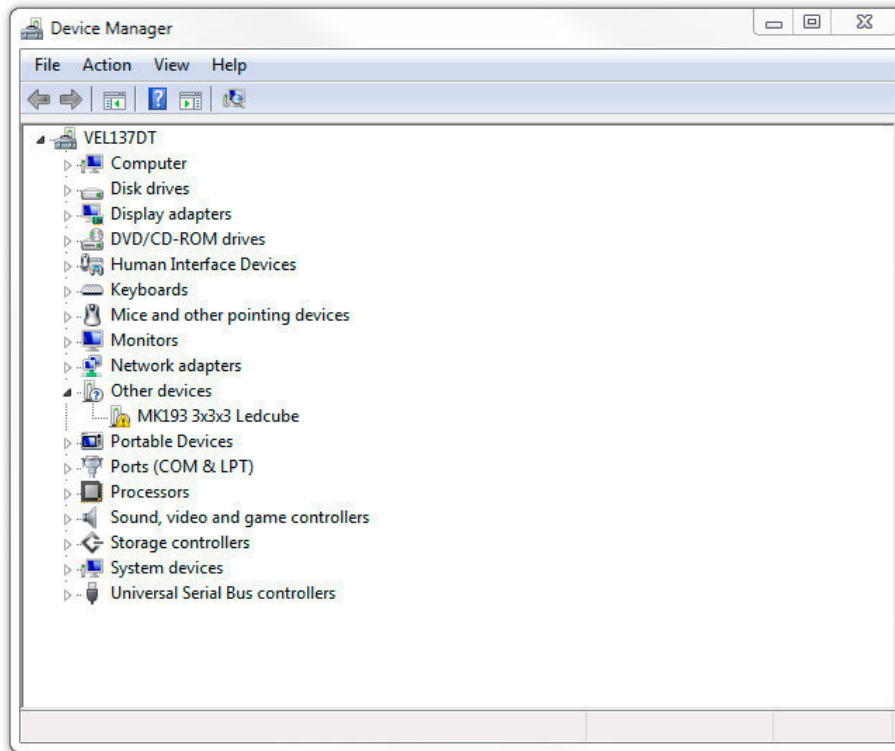 Device Manager
File Action View Help
VEL137DT
Computer
Disk drives
Display adapters
DVD/CD-ROM drives
Human Interface Devices
Keyboards
Mice and other pointing devices
Monitors
Network adapters
Other devices
MK193 3x3x3 Ledcube
Portable Devices
Ports (COM & LPT)
Processors
Sound, video and game controllers
Storage controllers
System devices
Universal Serial Bus controllers